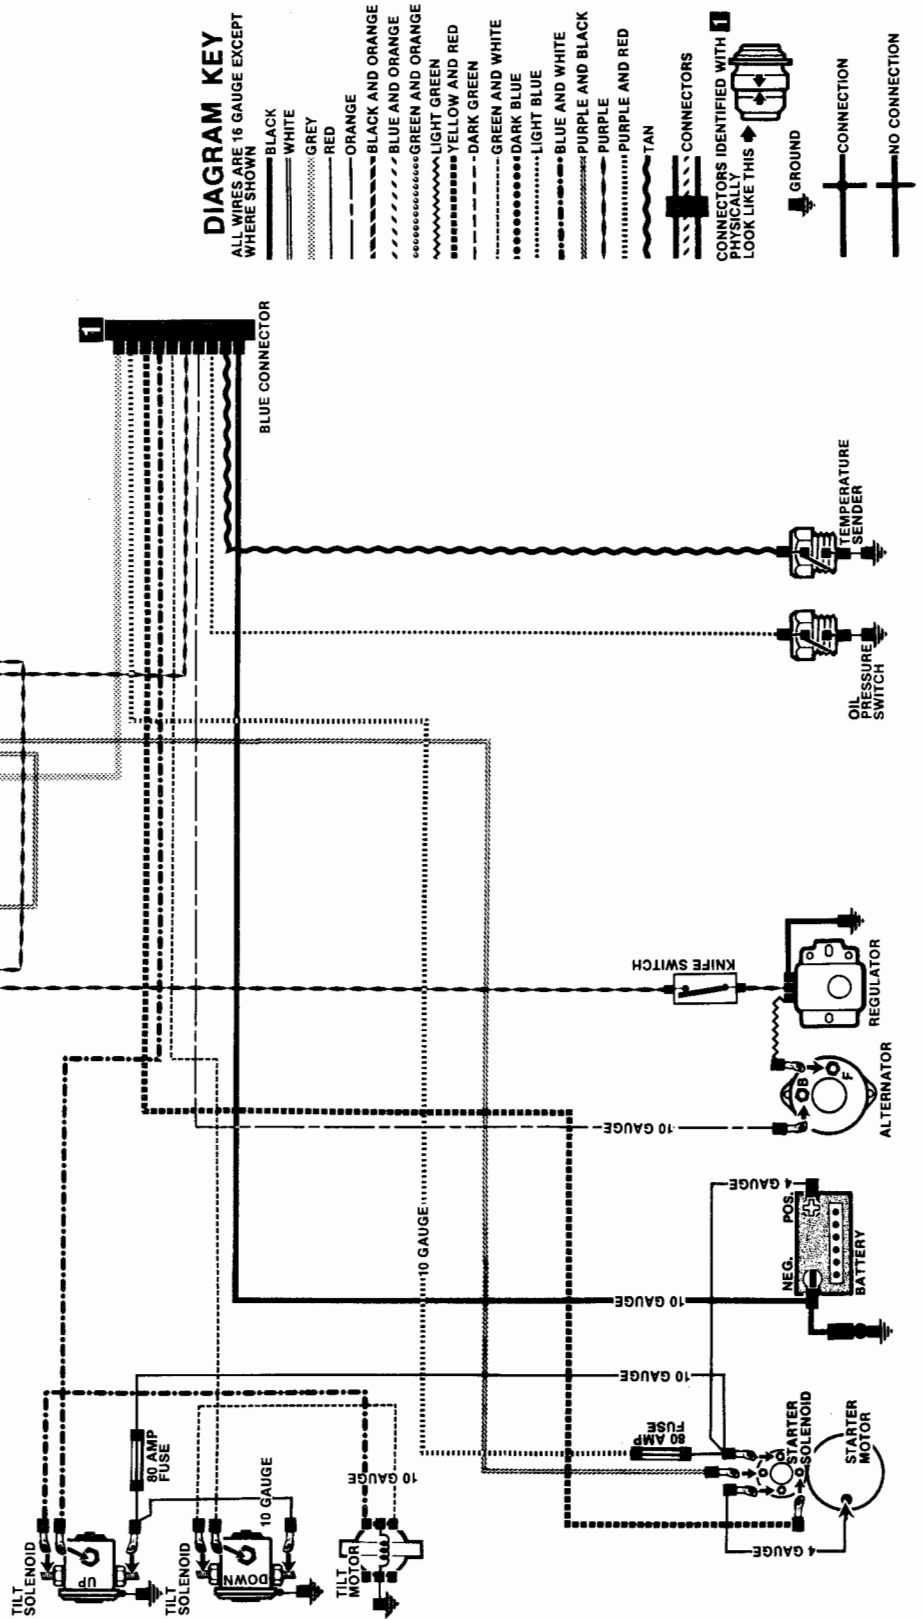 DIAGRAM KEY
ALL WIRES ARE 16 GAUGE EXCEPT
WHERE SHOWN
BLACK
WHITE
GREY
RED
ORANGE
BLACK AND ORANGE
BLUE AND ORANGE
GREEN AND ORANGE
LIGHT GREEN
YELLOW AND RED
DARK GREEN
GREEN AND WHITE
DARK BLUE
LIGHT BLUE
BLUE AND WHITE
PURPLE AND BLACK
PURPLE
PURPLE AND RED
TAN
CONNECTORS
CONNECTORS IDENTIFIED WITH 1
PHYSICALLY
LOOK LIKE THIS
GROUND
CONNECTION
NO CONNECTION
1
BLUE CONNECTOR
TEMPERATURE
SENDER
OIL
PRESSURE
SWITCH
KNIFE SWITCH
REGULATOR
ALTERNATOR
B
F
10 GAUGE
10 GAUGE
4 GAUGE
POS.
NEG.
BATTERY
10 GAUGE
10 GAUGE
80 AMP
FUSE
STARTER
SOLENOID
STARTER
MOTOR
4 GAUGE
80 AMP
FUSE
10 GAUGE
10 GAUGE
TILT
SOLENOID
UP
TILT
SOLENOID
DOWN
TILT
MOTOR